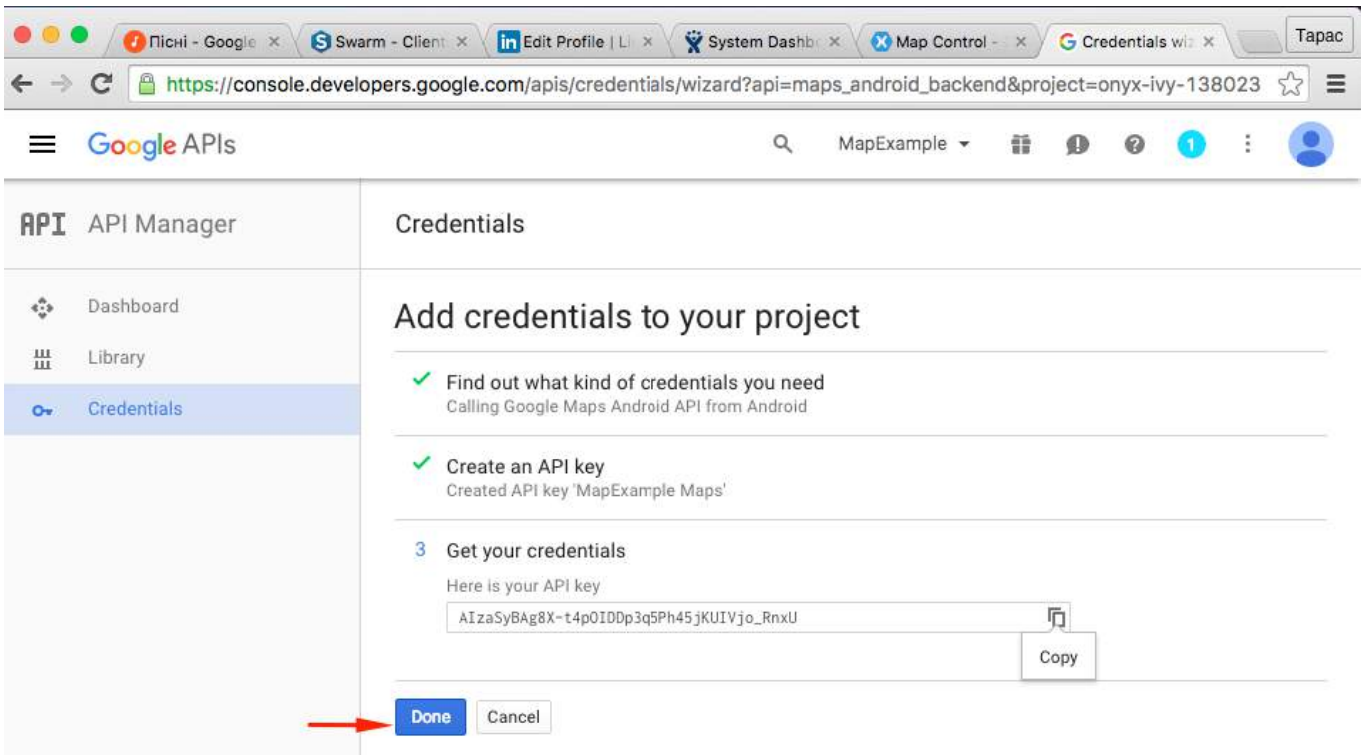 Пісні - Google
Swarm - Client
Edit Profile | Li
System Dashb
Map Control -
Credentials wiz
Тарас
https://console.developers.google.com/apis/credentials/wizard?api=maps_android_backend&project=onyx-ivy-138023
Google APIs
MapExample
1
API API Manager
Credentials
Dashboard
Library
Credentials
Add credentials to your project
Find out what kind of credentials you need
Calling Google Maps Android API from Android
Create an API key
Created API key 'MapExample Maps'
3 Get your credentials
Here is your API key
AIzaSyBAg8X-t4pOIDDp3q5Ph45jKUIVjo_RnxU
Copy
Done Cancel